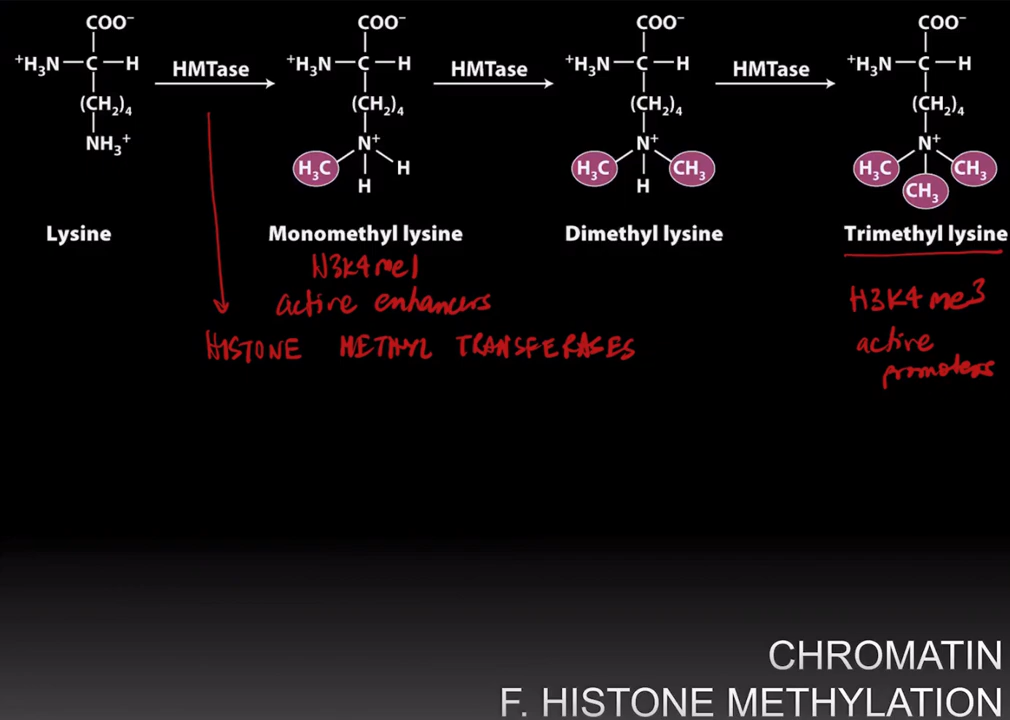 COO⁻ COO⁻ COO⁻ COO⁻
⁺H₃N—C—H HMTase ⁺H₃N—C—H HMTase ⁺H₃N—C—H HMTase ⁺H₃N—C—H
(CH₂)₄ (CH₂)₄ (CH₂)₄ (CH₂)₄
NH₃⁺ N⁺ N⁺ N⁺
H₃C H H₃C CH₃ H₃C CH₃
H H CH₃
Lysine Monomethyl lysine Dimethyl lysine Trimethyl lysine
H3K4me1 H3K4me3
active enhancers active
promoters
HISTONE METHYL TRANSFERASES
CHROMATIN
F. HISTONE METHYLATION